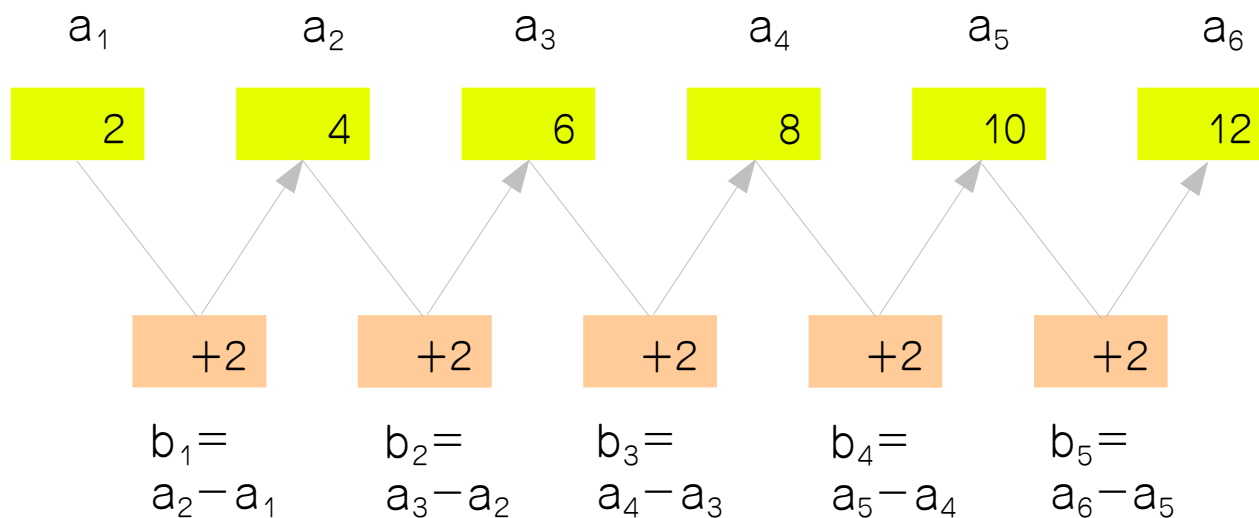 a₁ a₂ a₃ a₄ a₅ a₆
2 4 6 8 10 12
+2 +2 +2 +2 +2
b₁= b₂= b₃= b₄= b₅=
a₂−a₁ a₃−a₂ a₄−a₃ a₅−a₄ a₆−a₅